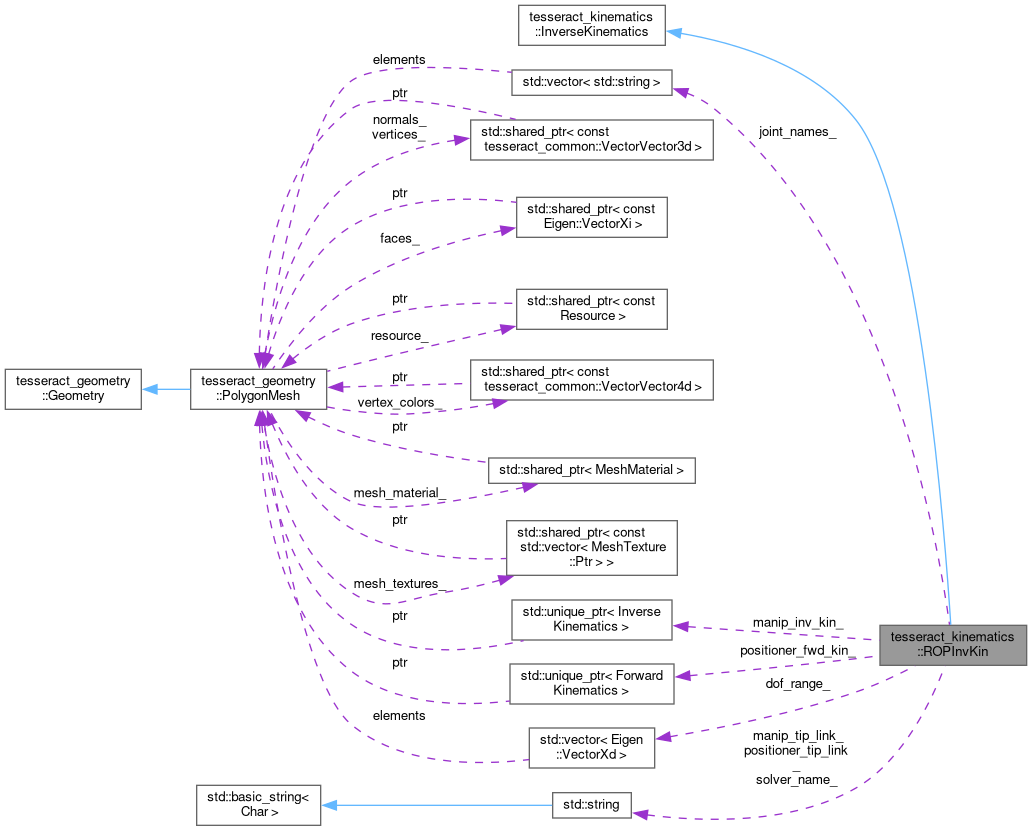 tesseract_kinematics
::InverseKinematics
elements
std::vector< std::string >
ptr
normals_
vertices_
std::shared_ptr< const
tesseract_common::VectorVector3d >
joint_names_
ptr
std::shared_ptr< const
Eigen::VectorXi >
faces_
ptr
std::shared_ptr< const
Resource >
resource_
tesseract_geometry
::Geometry
tesseract_geometry
::PolygonMesh
ptr
std::shared_ptr< const
tesseract_common::VectorVector4d >
vertex_colors_
ptr
std::shared_ptr< MeshMaterial >
mesh_material_
ptr
std::shared_ptr< const
std::vector< MeshTexture
::Ptr > >
mesh_textures_
ptr
std::unique_ptr< Inverse
Kinematics >
manip_inv_kin_
tesseract_kinematics
::ROPInvKin
positioner_fwd_kin_
ptr
std::unique_ptr< Forward
Kinematics >
dof_range_
elements
std::vector< Eigen
::VectorXd >
manip_tip_link_
positioner_tip_link
_
solver_name_
std::basic_string<
Char >
std::string